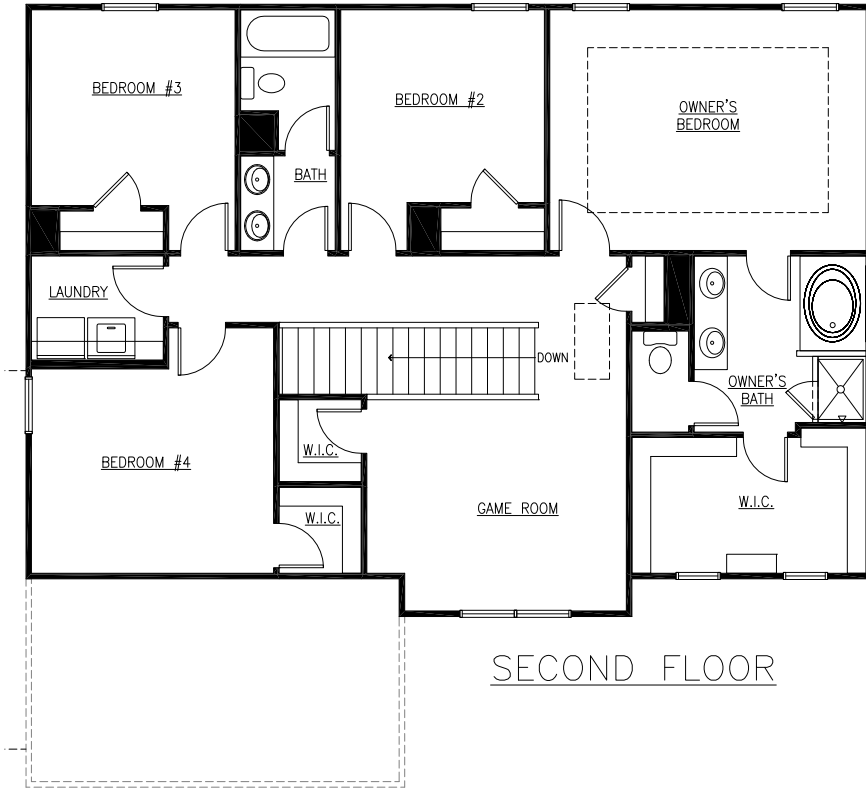 BEDROOM #3
BEDROOM #2
OWNER'S
BEDROOM
BATH
LAUNDRY
DOWN
OWNER'S
BATH
W.I.C.
BEDROOM #4
W.I.C.
GAME ROOM
W.I.C.
SECOND FLOOR